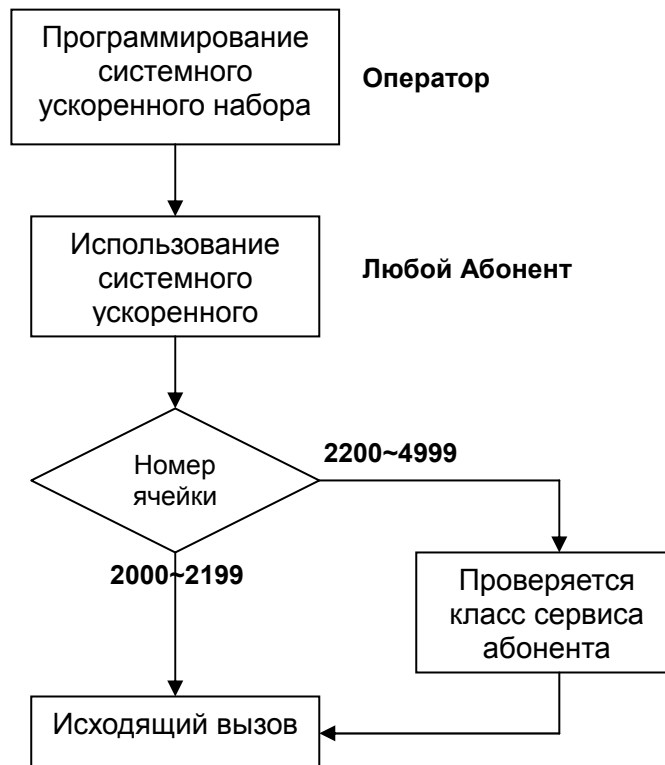 Программирование
системного
ускоренного набора
Оператор
Использование
системного
ускоренного
Любой Абонент
Номер
ячейки
2200~4999
2000~2199
Проверяется
класс сервиса
абонента
Исходящий вызов